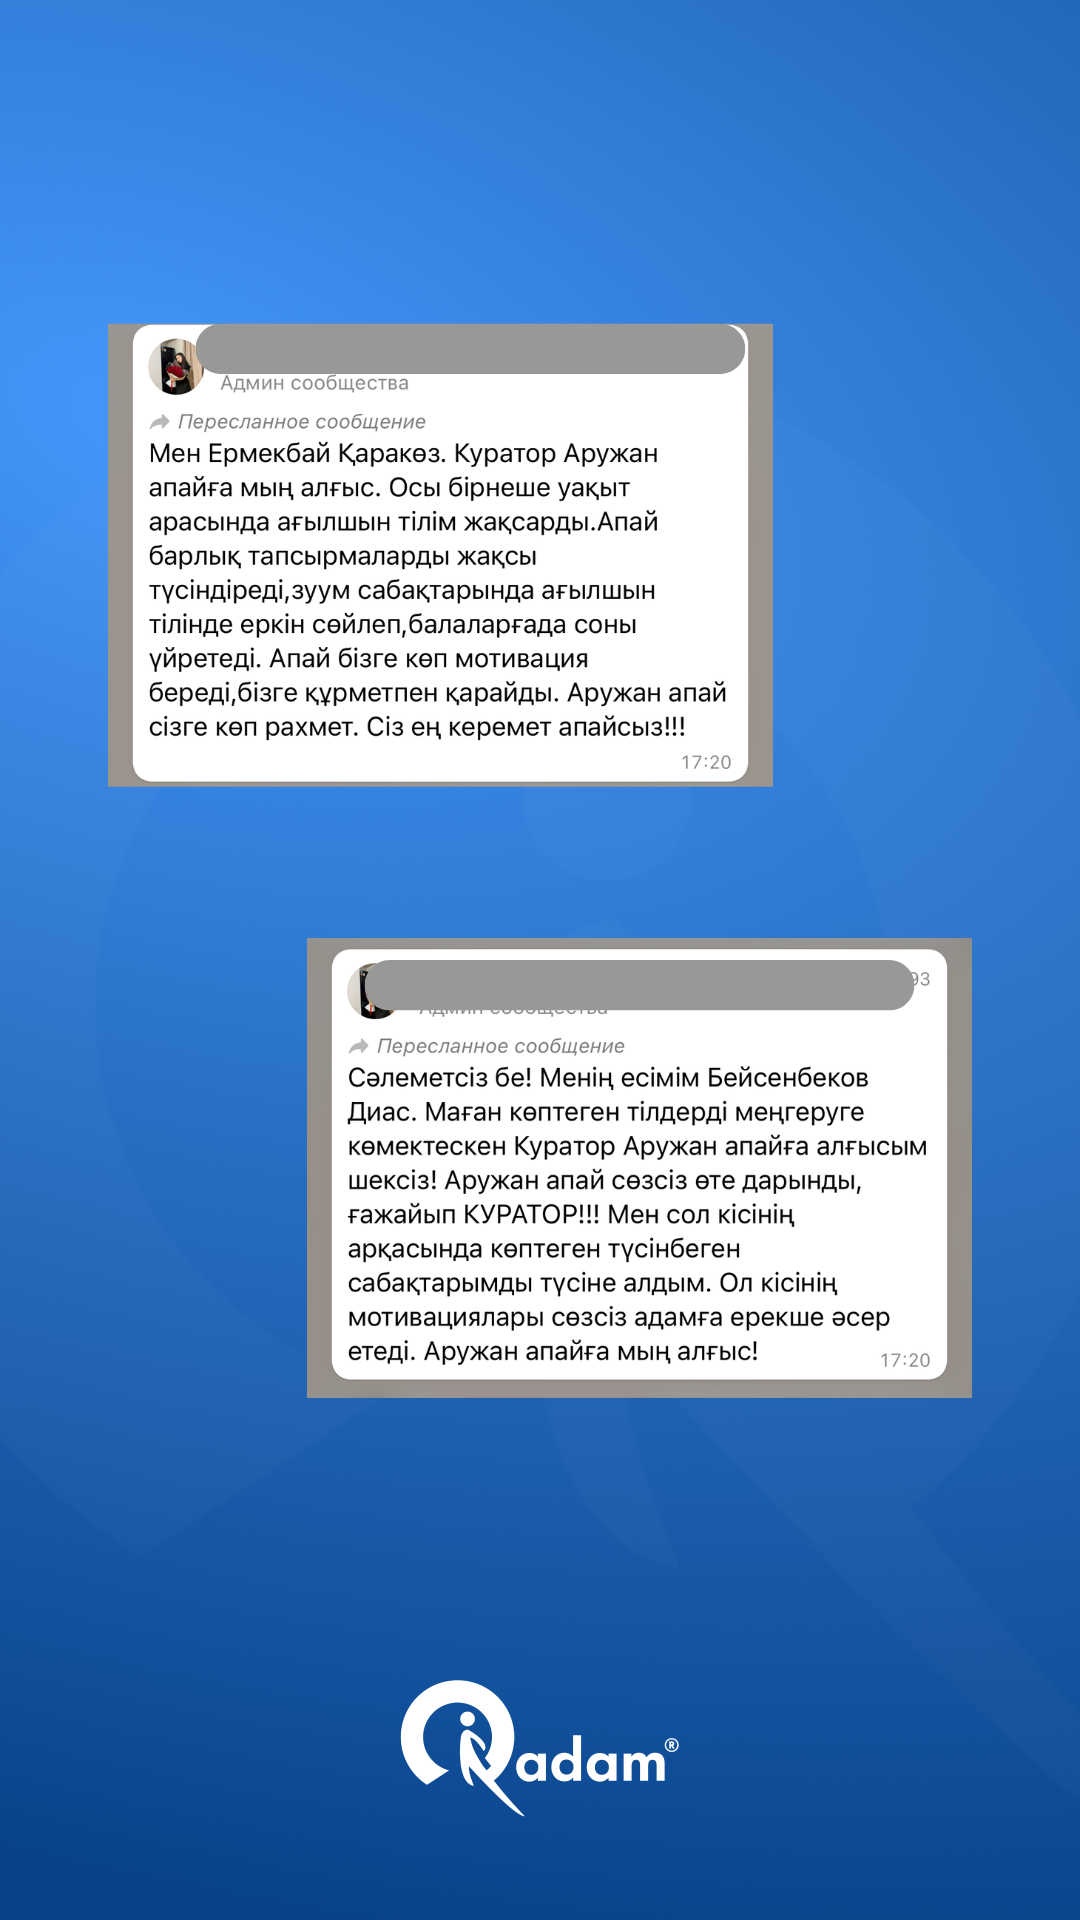 Админ сообщества
Пересланное сообщение
Мен Ермекбай Қаракөз. Куратор Аружан
апайға мың алғыс. Осы бірнеше уақыт
арасында ағылшын тілім жақсарды.Апай
барлық тапсырмаларды жақсы
түсіндіреді,зуум сабақтарында ағылшын
тілінде еркін сөйлеп,балаларғада соны
үйретеді. Апай бізге көп мотивация
береді,бізге құрметпен қарайды. Аружан апай
сізге көп рахмет. Сіз ең керемет апайсыз!!!
17:20
93
Админ сообщества
Пересланное сообщение
Сәлеметсіз бе! Менің есімім Бейсенбеков
Диас. Маған көптеген тілдерді меңгеруге
көмектескен Куратор Аружан апайға алғысым
шексіз! Аружан апай сөзсіз өте дарынды,
ғажайып КУРАТОР!!! Мен сол кісінің
арқасында көптеген түсінбеген
сабақтарымды түсіне алдым. Ол кісінің
мотивациялары сөзсіз адамға ерекше әсер
етеді. Аружан апайға мың алғыс!
17:20
Qadam®